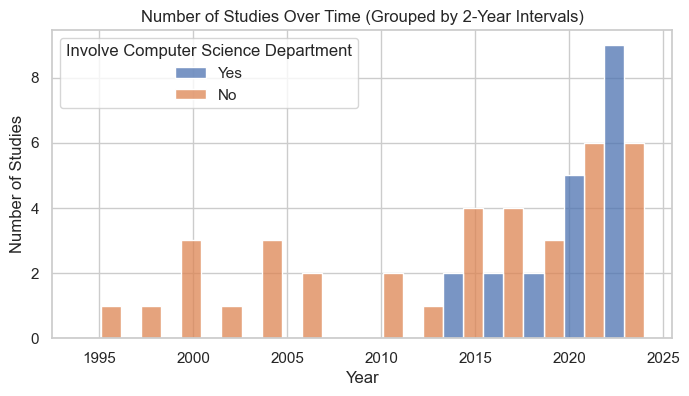 Number of Studies Over Time (Grouped by 2-Year Intervals)
Involve Computer Science Department
Yes
No
Number of Studies
8
6
4
2
0
1995 2000 2005 2010 2015 2020 2025
Year